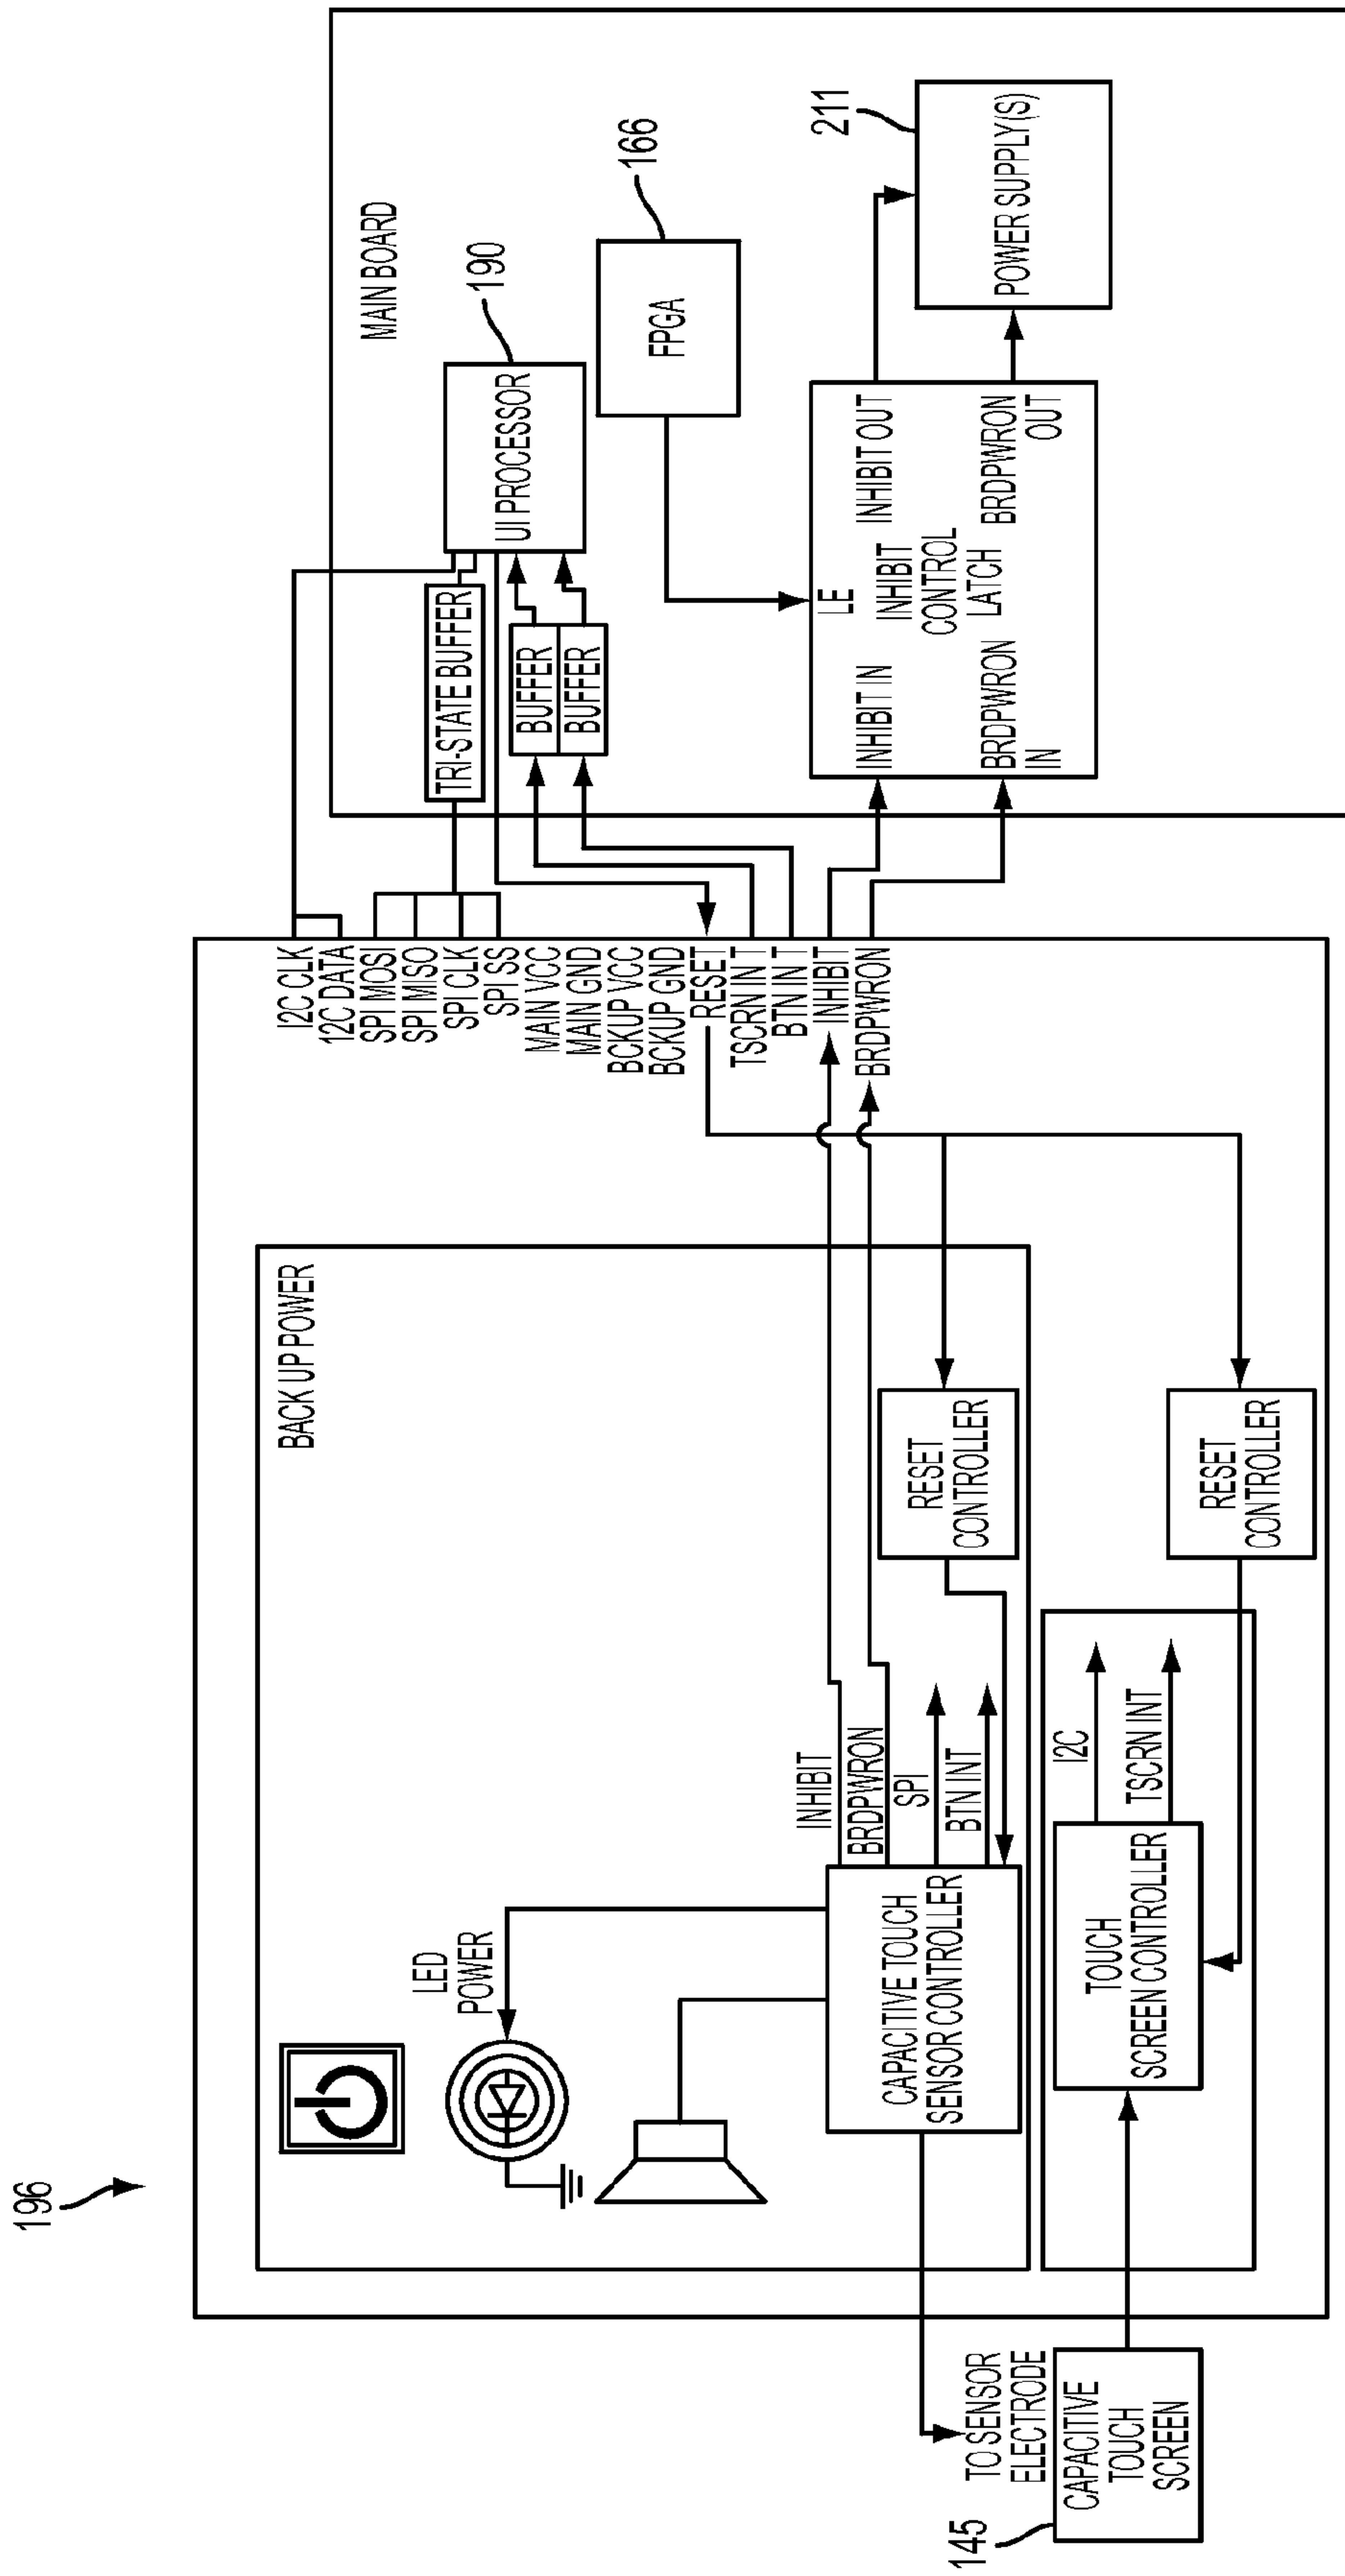 196
BACK UP POWER
LED
POWER
INHIBIT
BRDPWRON
SPI
BTN INT
CAPACITIVE TOUCH
SENSOR CONTROLLER
RESET
CONTROLLER
I2C
TSCRN INT
TOUCH
SCREEN CONTROLLER
RESET
CONTROLLER
TO SENSOR
ELECTRODE
CAPACITIVE
TOUCH
SCREEN
145
I2C CLK
12C DATA
SPI MOSI
SPI MISO
SPI CLK
SPI SS
MAIN VCC
MAIN GND
BCKUP VCC
BCKUP GND
RESET
TSCRN IN T
BTN IN T
INHIBIT
BRDPWRON
MAIN BOARD
TRI-STATE BUFFER
BUFFER
BUFFER
UI PROCESSOR
190
FPGA
166
LE
INHIBIT IN
INHIBIT
CONTROL
LATCH
INHIBIT OUT
BRDPWRON
IN
BRDPWRON
OUT
POWER SUPPLY(S)
211